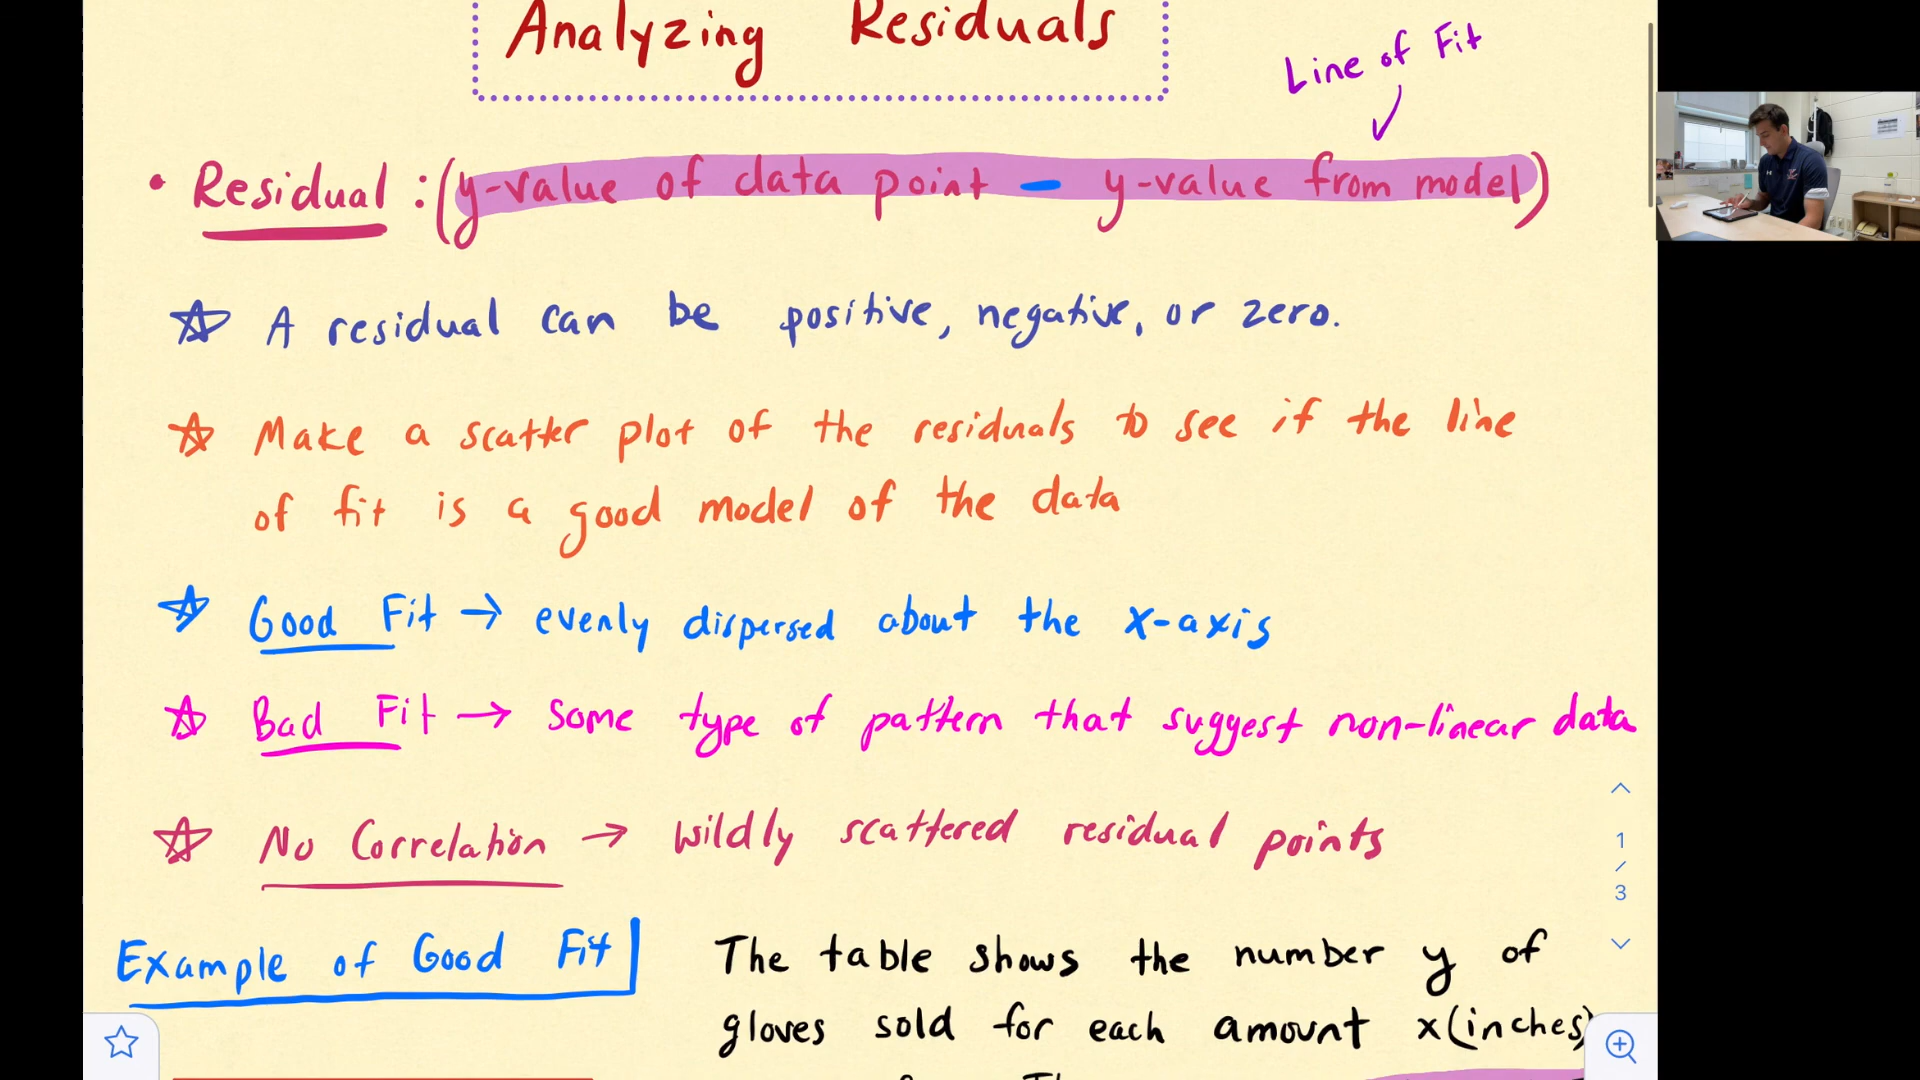 Analyzing Residuals
Line of Fit
• Residual : (y-value of data point - y-value from model)
☆ A residual can be positive, negative, or zero.
☆ Make a scatter plot of the residuals to see if the line
of fit is a good model of the data
☆ Good Fit → evenly dispersed about the x-axis
☆ Bad Fit → some type of pattern that suggest non-linear data
☆ No Correlation → wildly scattered residual points
1
/
3
Example of Good Fit
The table shows the number y of
gloves sold for each amount x(inches)